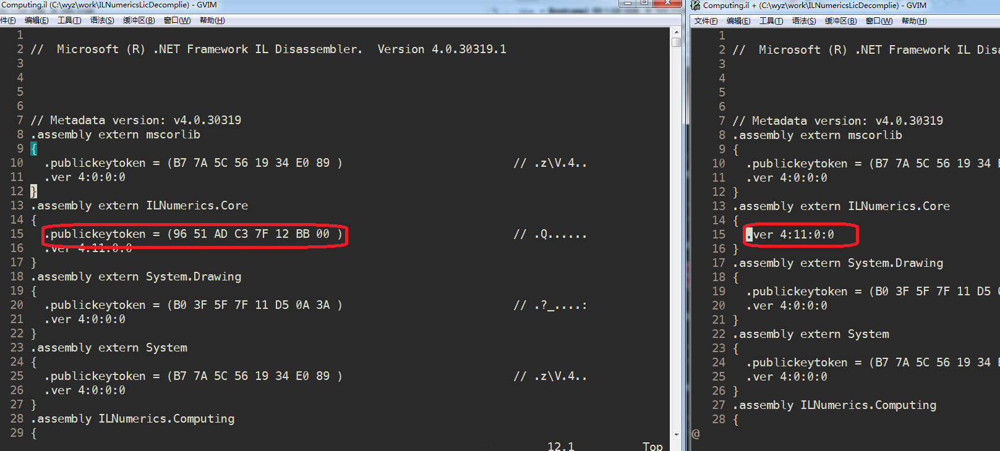 Computing.il (C:\wyz\work\ILNumericsLicDecomplie) - GVIM
件(F) 编辑(E) 工具(T) 语法(S) 缓冲区(B) 窗口(W) 帮助(H)
1
2 //  Microsoft (R) .NET Framework IL Disassembler.  Version 4.0.30319.1
3
4
5
6
7 // Metadata version: v4.0.30319
8 .assembly extern mscorlib
9 {
10   .publickeytoken = (B7 7A 5C 56 19 34 E0 89 )                         // .z\V.4..
11   .ver 4:0:0:0
12 }
13 .assembly extern ILNumerics.Core
14 {
15   .publickeytoken = (96 51 AD C3 7F 12 BB 00 )                         // .Q......
16   .ver 4:11:0:0
17 }
18 .assembly extern System.Drawing
19 {
20   .publickeytoken = (B0 3F 5F 7F 11 D5 0A 3A )                         // .?_....:
21   .ver 4:0:0:0
22 }
23 .assembly extern System
24 {
25   .publickeytoken = (B7 7A 5C 56 19 34 E0 89 )                         // .z\V.4..
26   .ver 4:0:0:0
27 }
28 .assembly ILNumerics.Computing
29 {
12,1 Top
Computing.il + (C:\wyz\work\ILNumericsLicDecomplie) - GVIM
文件(F) 编辑(E) 工具(T) 语法(S) 缓冲区(B) 窗口(W) 帮助(H)
1
2 //  Microsoft (R) .NET Framework IL Disa
3
4
5
6
7 // Metadata version: v4.0.30319
8 .assembly extern mscorlib
9 {
10   .publickeytoken = (B7 7A 5C 56 19 34 E
11   .ver 4:0:0:0
12 }
13 .assembly extern ILNumerics.Core
14 {
15   .ver 4:11:0:0
16 }
17 .assembly extern System.Drawing
18 {
19   .publickeytoken = (B0 3F 5F 7F 11 D5 0
20   .ver 4:0:0:0
21 }
22 .assembly extern System
23 {
24   .publickeytoken = (B7 7A 5C 56 19 34 E
25   .ver 4:0:0:0
26 }
27 .assembly ILNumerics.Computing
28 {
@